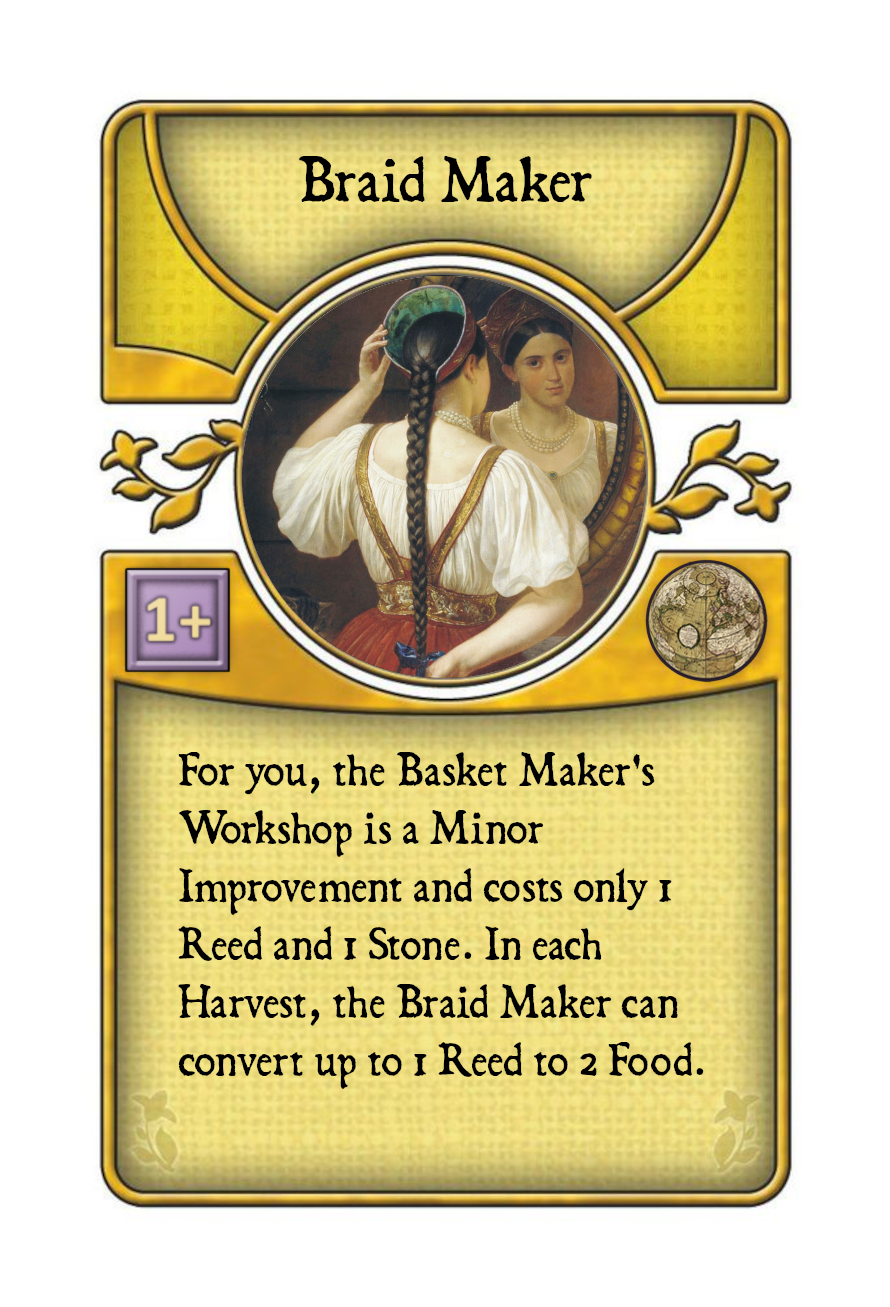 Braid Maker
1+
For you, the Basket Maker's
Workshop is a Minor
Improvement and costs only 1
Reed and 1 Stone. In each
Harvest, the Braid Maker can
convert up to 1 Reed to 2 Food.